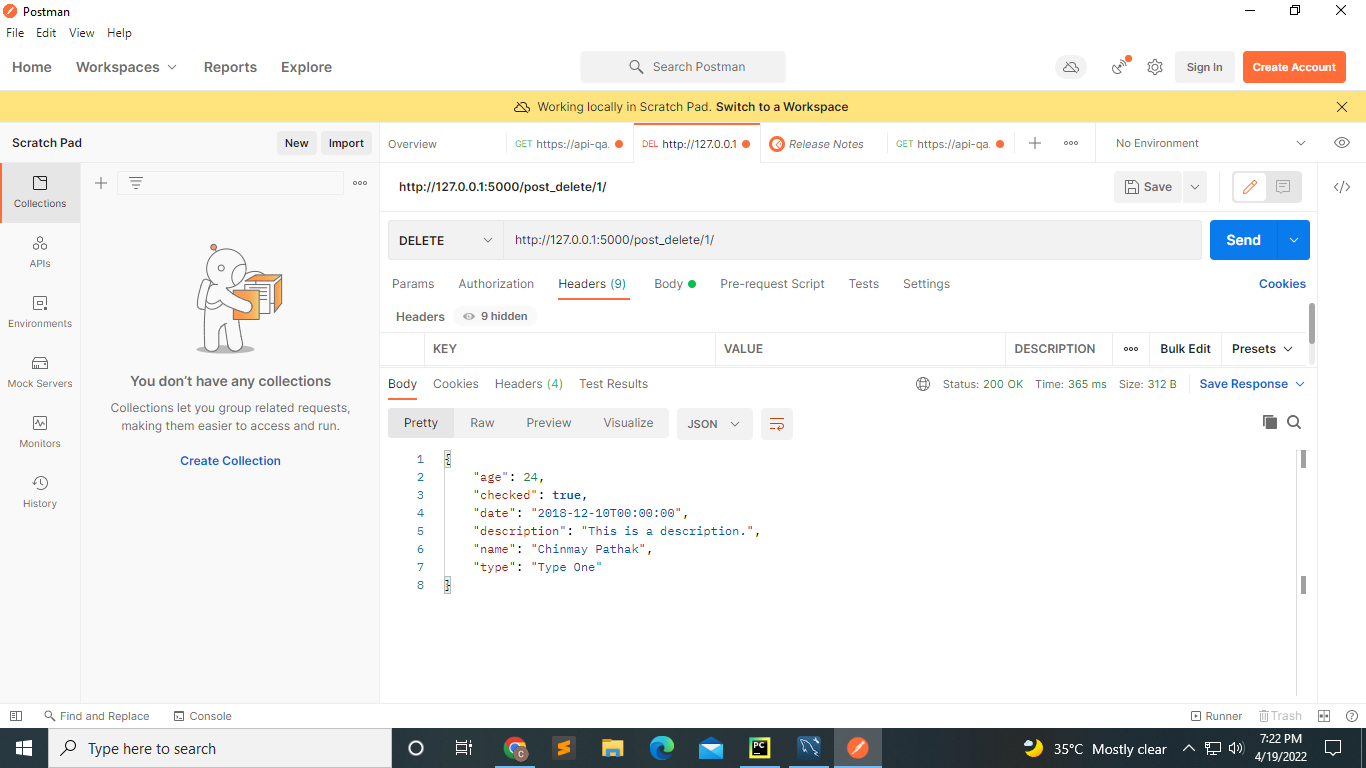 Postman
File Edit View Help
Home Workspaces Reports Explore Search Postman Sign In Create Account
Working locally in Scratch Pad. Switch to a Workspace
Scratch Pad New Import Overview GET https://api-qa. DEL http://127.0.0.1 Release Notes GET https://api-qa. No Environment
http://127.0.0.1:5000/post_delete/1/ Save
Collections
APIs
Environments
Mock Servers
Monitors
History
You don't have any collections
Collections let you group related requests,
making them easier to access and run.
Create Collection
DELETE http://127.0.0.1:5000/post_delete/1/ Send
Params Authorization Headers (9) Body Pre-request Script Tests Settings Cookies
Headers 9 hidden
KEY VALUE DESCRIPTION Bulk Edit Presets
Body Cookies Headers (4) Test Results Status: 200 OK Time: 365 ms Size: 312 B Save Response
Pretty Raw Preview Visualize JSON
1 {
2 "age": 24,
3 "checked": true,
4 "date": "2018-12-10T00:00:00",
5 "description": "This is a description.",
6 "name": "Chinmay Pathak",
7 "type": "Type One"
8 }
Find and Replace Console Runner Trash
Type here to search 35°C Mostly clear 7:22 PM
4/19/2022